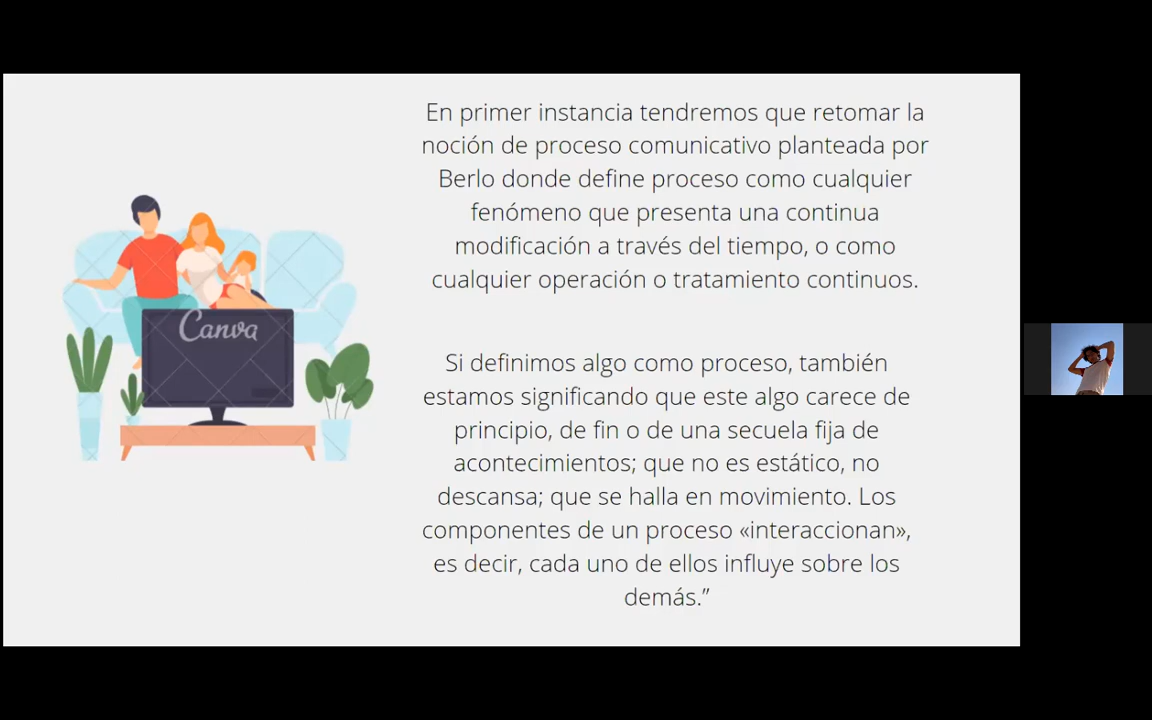 En primer instancia tendremos que retomar la
noción de proceso comunicativo planteada por
Berlo donde define proceso como cualquier
fenómeno que presenta una continua
modificación a través del tiempo, o como
cualquier operación o tratamiento continuos.
Si definimos algo como proceso, también
estamos significando que este algo carece de
principio, de fin o de una secuela fija de
acontecimientos; que no es estático, no
descansa; que se halla en movimiento. Los
componentes de un proceso «interaccionan»,
es decir, cada uno de ellos influye sobre los
demás.”
Canva